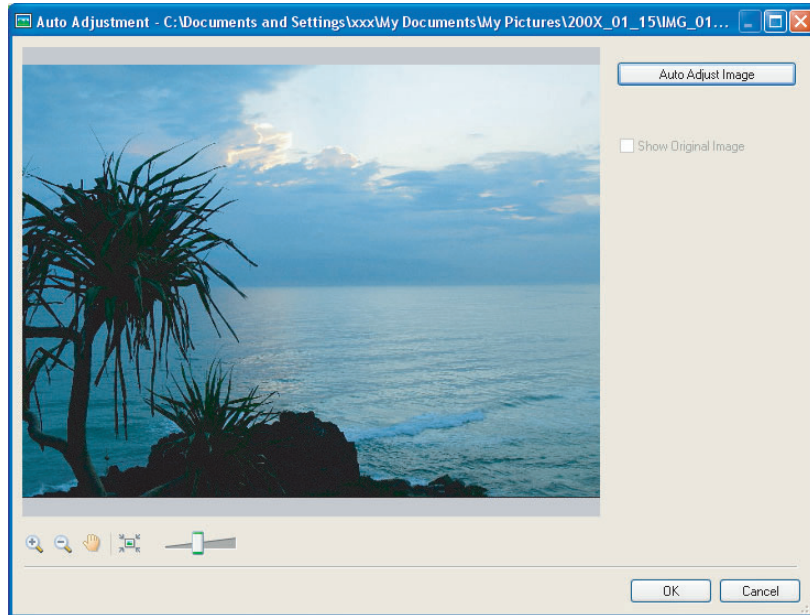 Auto Adjustment - C:\Documents and Settings\xxx\My Documents\My Pictures\200X_01_15\IMG_01...
Auto Adjust Image
Show Original Image
OK
Cancel